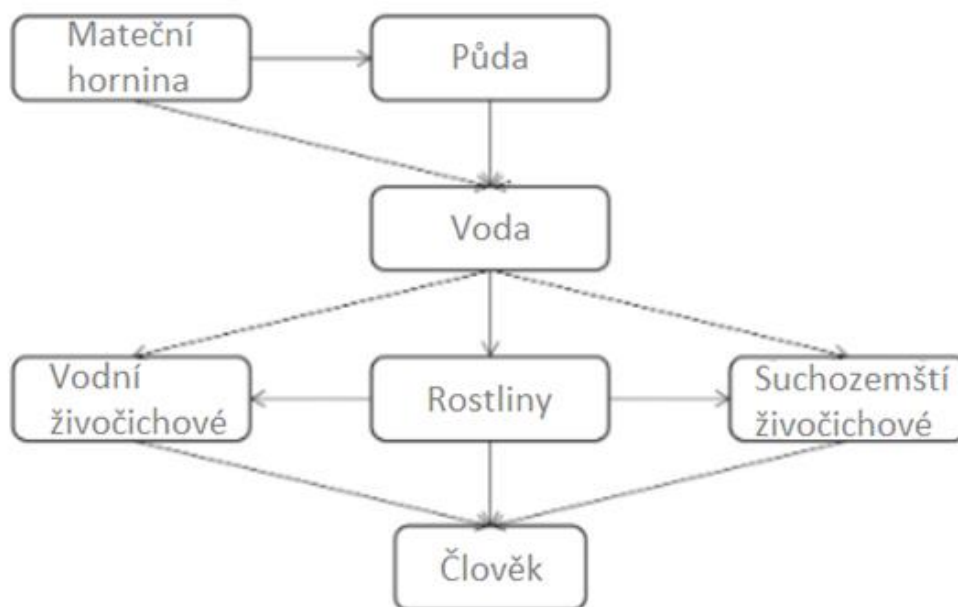 Mateční
hornina
Půda
Voda
Vodní
živočichové
Rostliny
Suchozemští
živočichové
Člověk